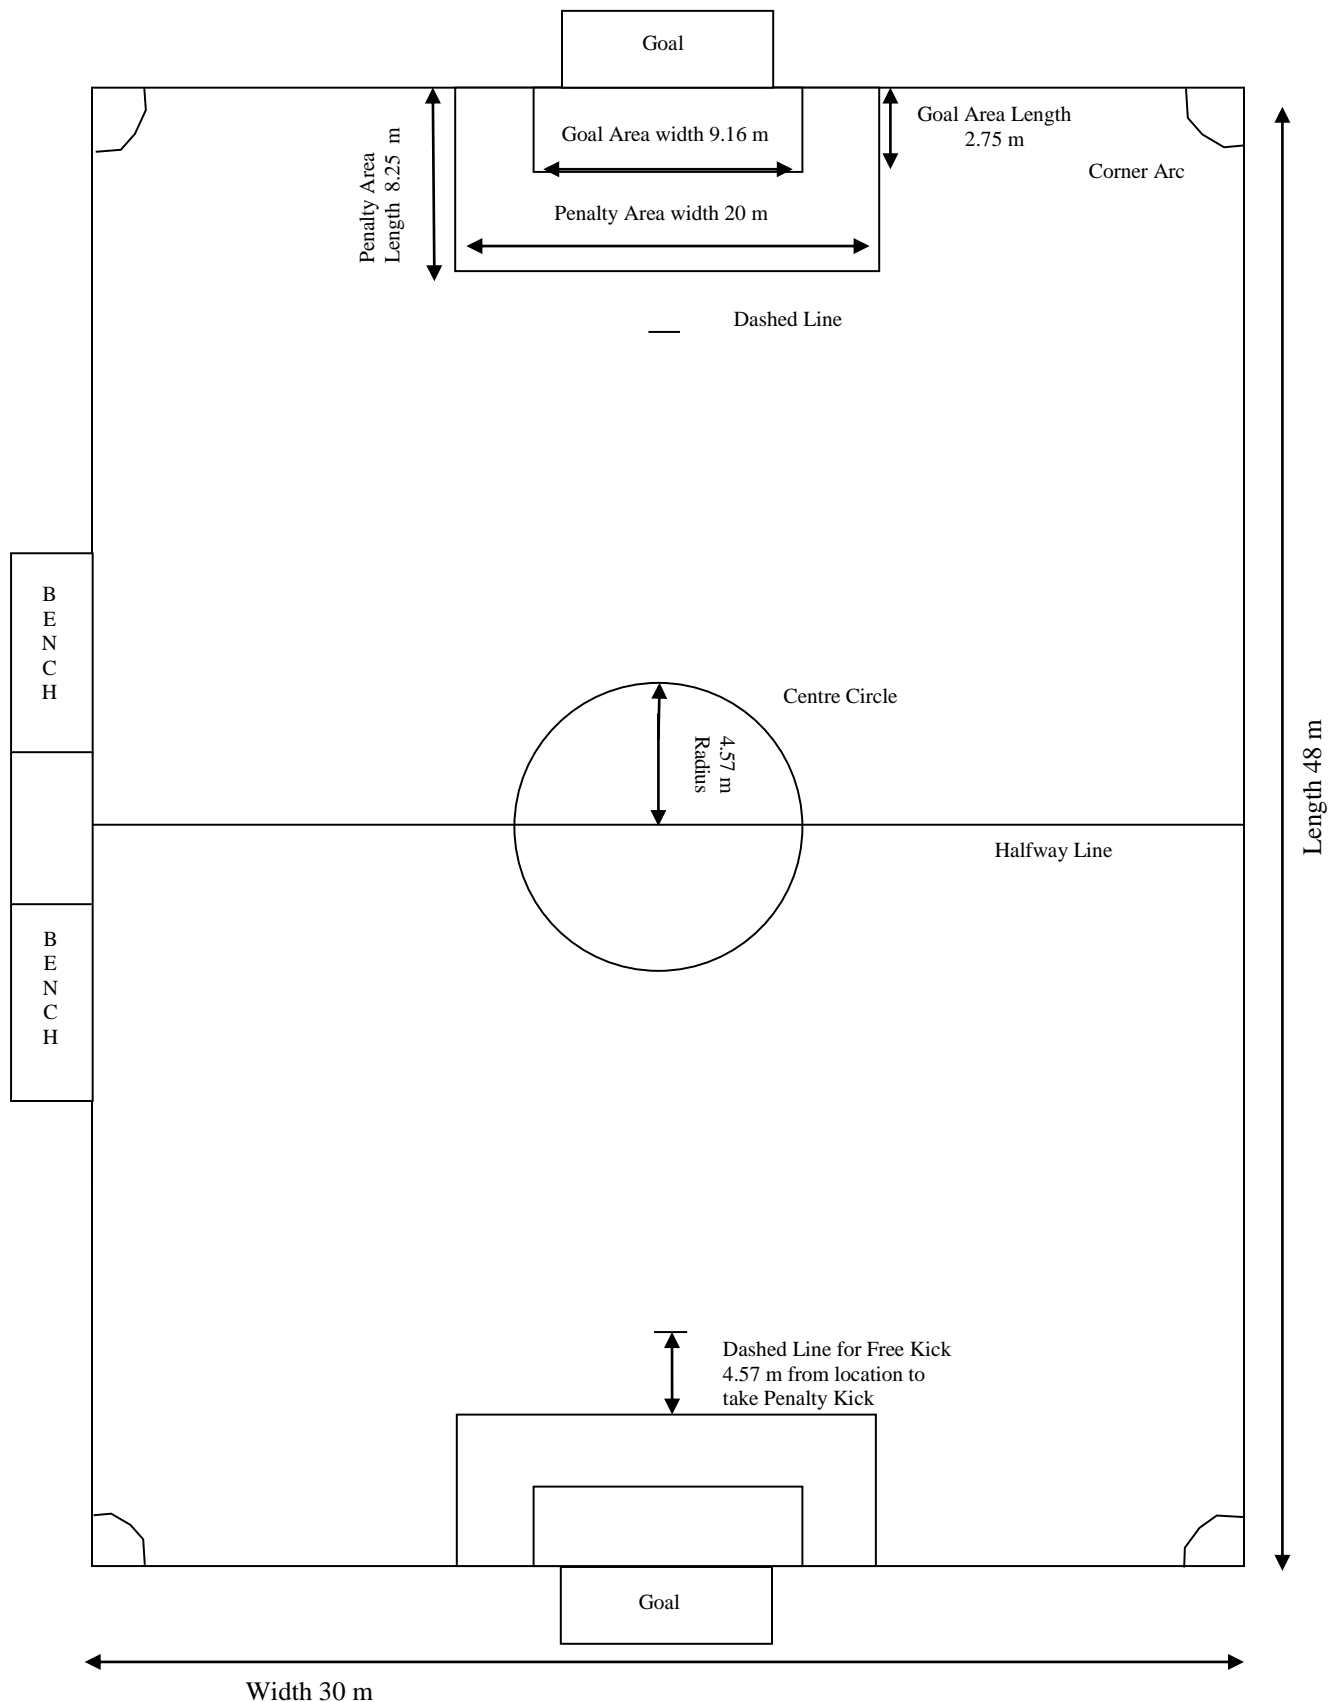 Goal
Goal Area Length
2.75 m
Goal Area width 9.16 m
Penalty Area
Length 8.25 m
Corner Arc
Penalty Area width 20 m
Dashed Line
B
E
N
C
H
Centre Circle
4.57 m
Radius
Length 48 m
Halfway Line
B
E
N
C
H
Dashed Line for Free Kick
4.57 m from location to
take Penalty Kick
Goal
Width 30 m